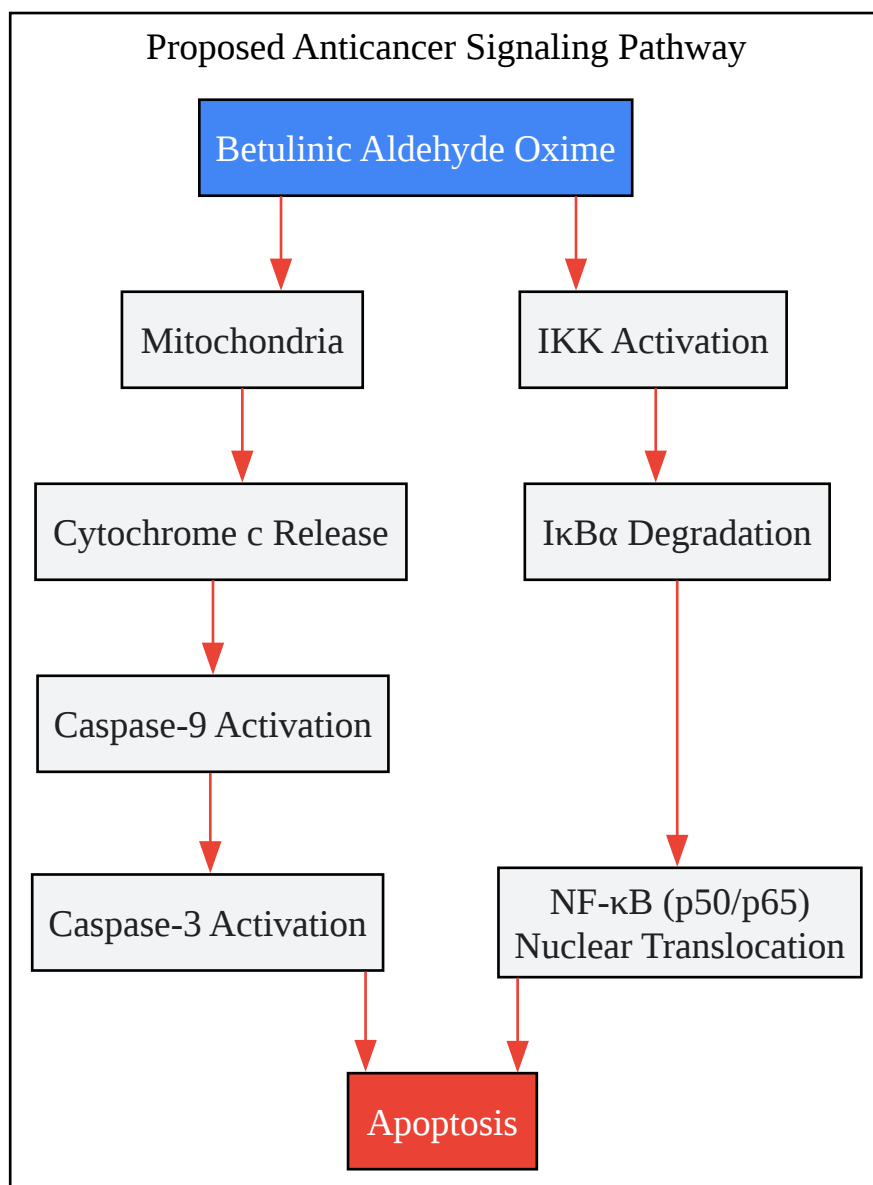 Proposed Anticancer Signaling Pathway
Betulinic Aldehyde Oxime
Mitochondria
IKK Activation
Cytochrome c Release
IκBα Degradation
Caspase-9 Activation
Caspase-3 Activation
NF-κB (p50/p65)
Nuclear Translocation
Apoptosis